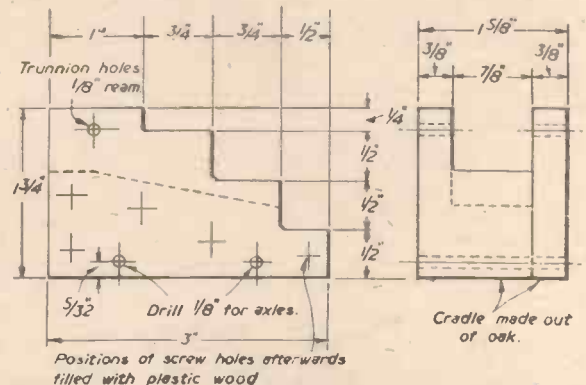 1"
3/4"
3/4"
1/2"
Trunnion holes
1/8" ream.
1/4"
1/2"
1/2"
1/2"
1-3/4"
5/32"
Drill 1/8" for axles.
3"
Positions of screw holes afterwards
filled with plastic wood
1 5/8"
3/8"
3/8"
7/8"
Cradle made out
of oak.